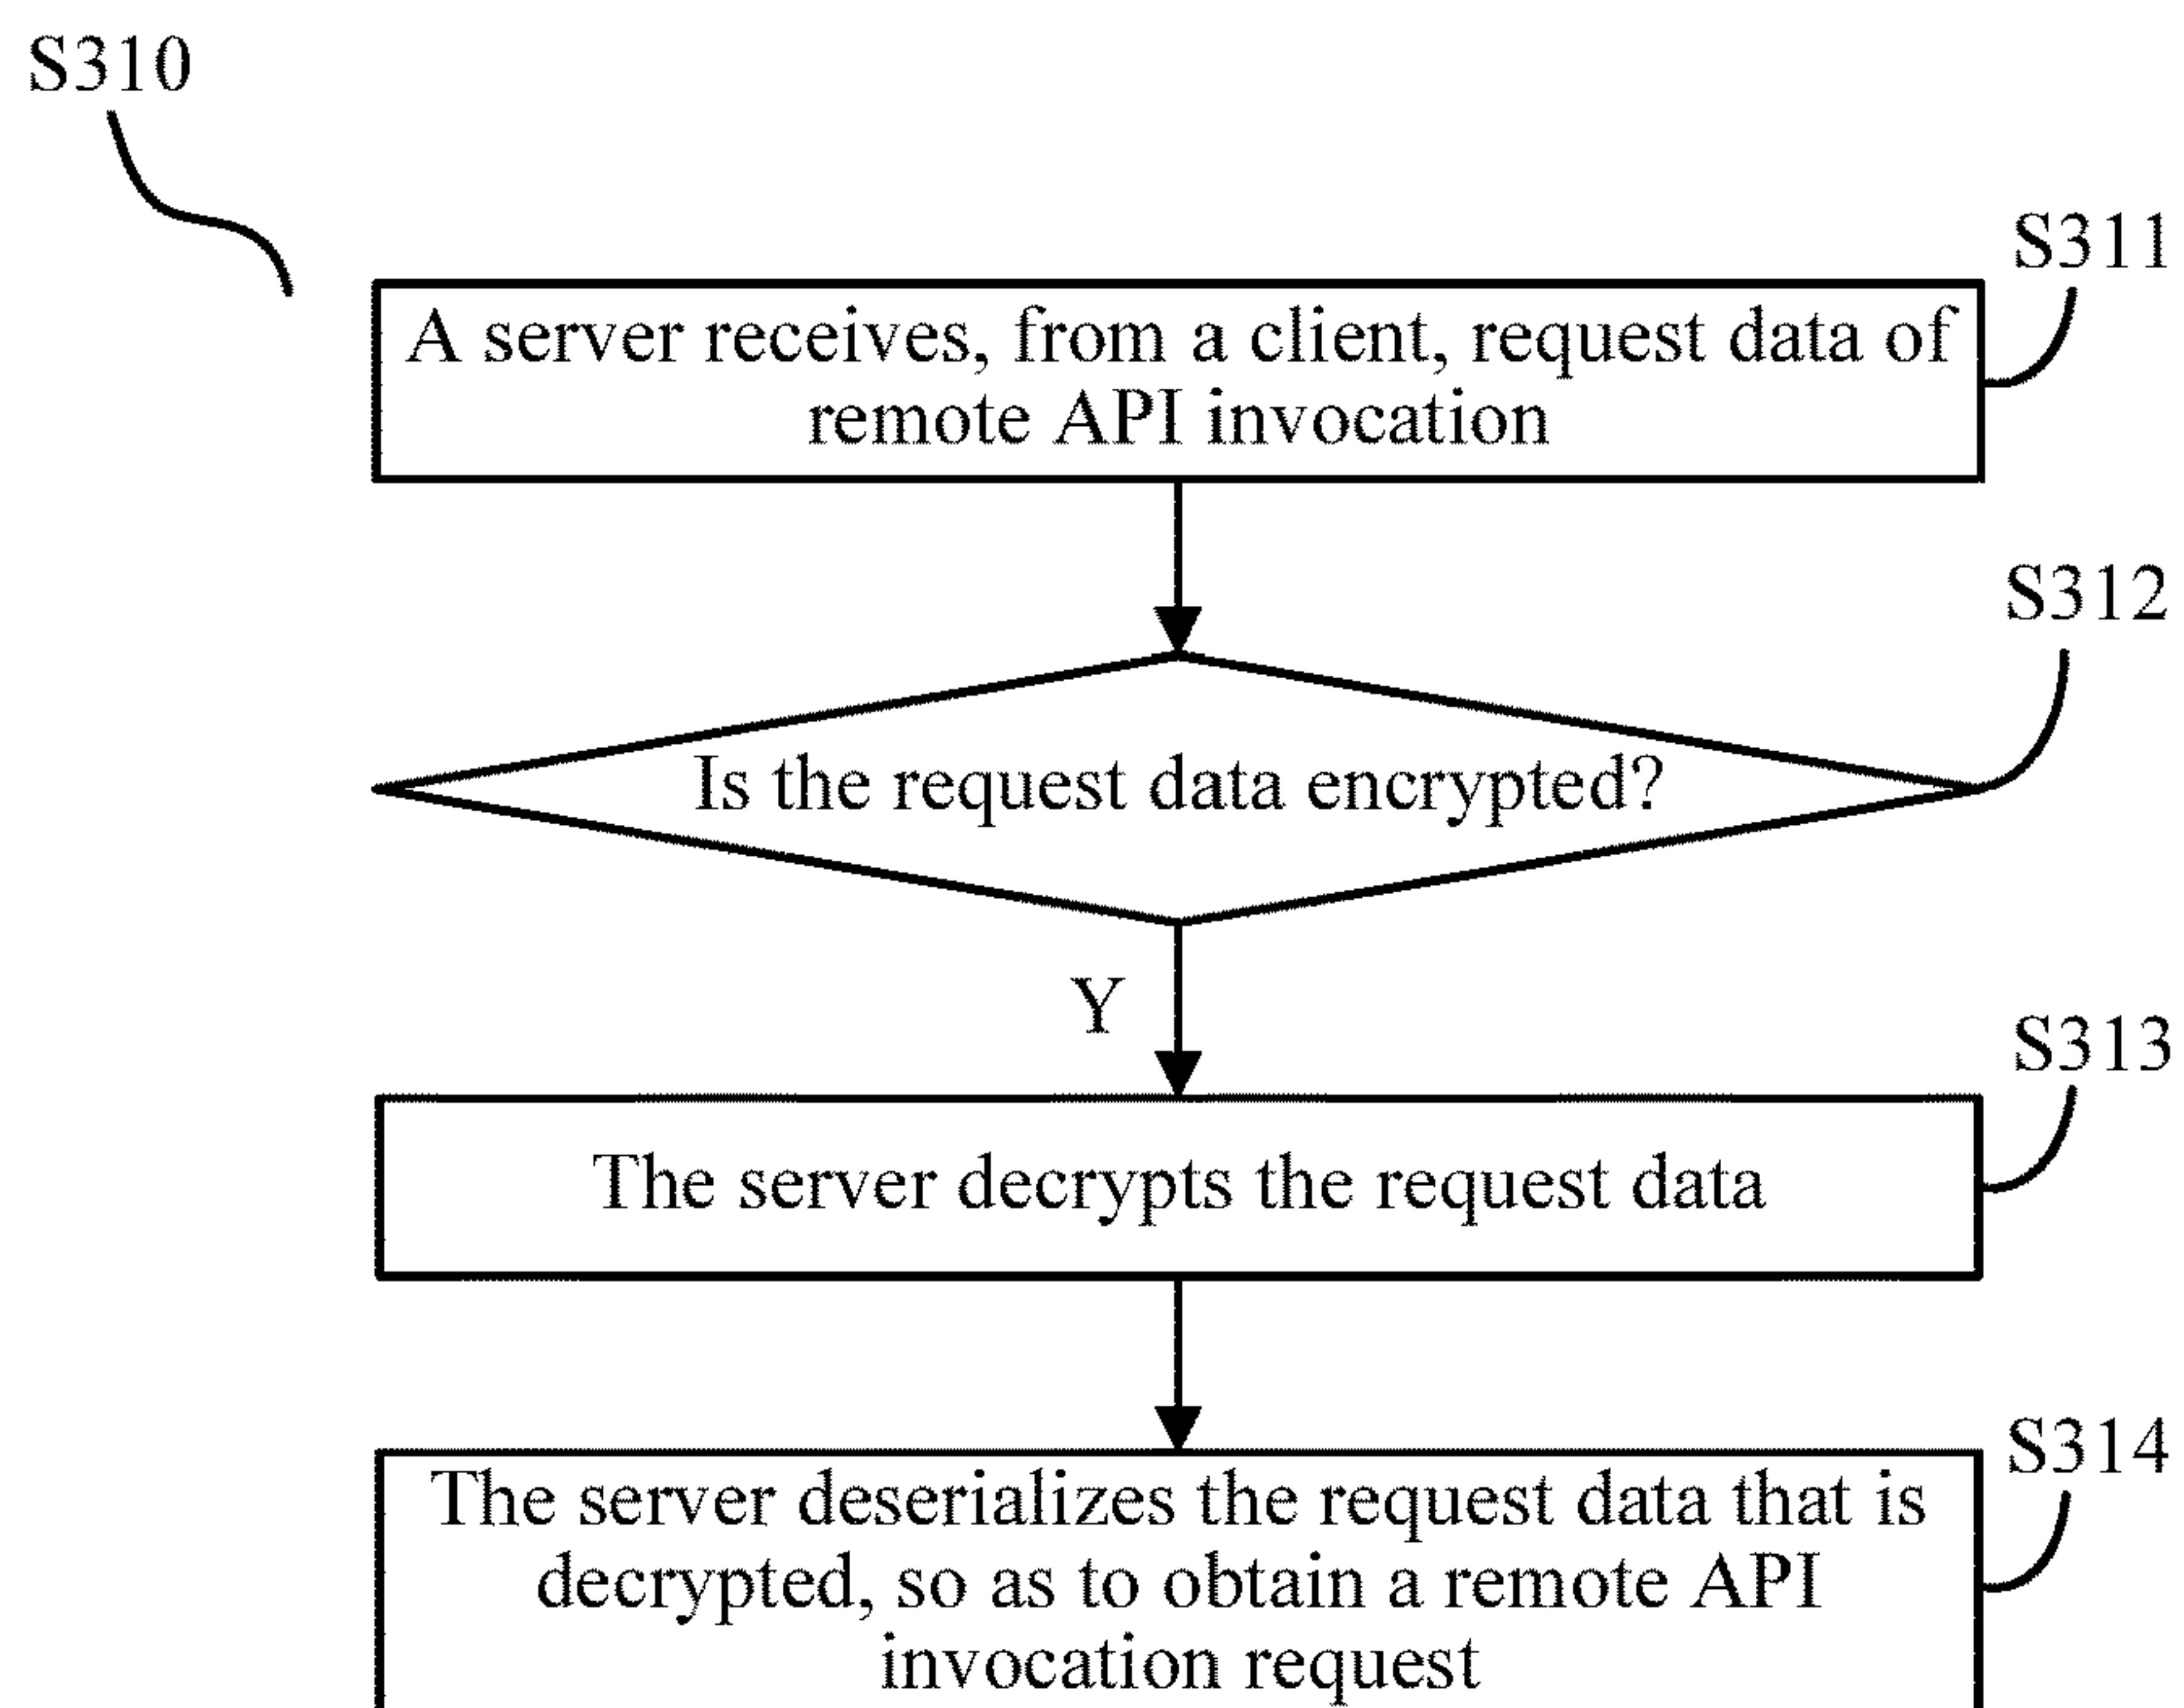 S310
S311
A server receives, from a client, request data of
remote API invocation
S312
Is the request data encrypted?
Y
S313
The server decrypts the request data
S314
The server deserializes the request data that is
decrypted, so as to obtain a remote API
invocation request